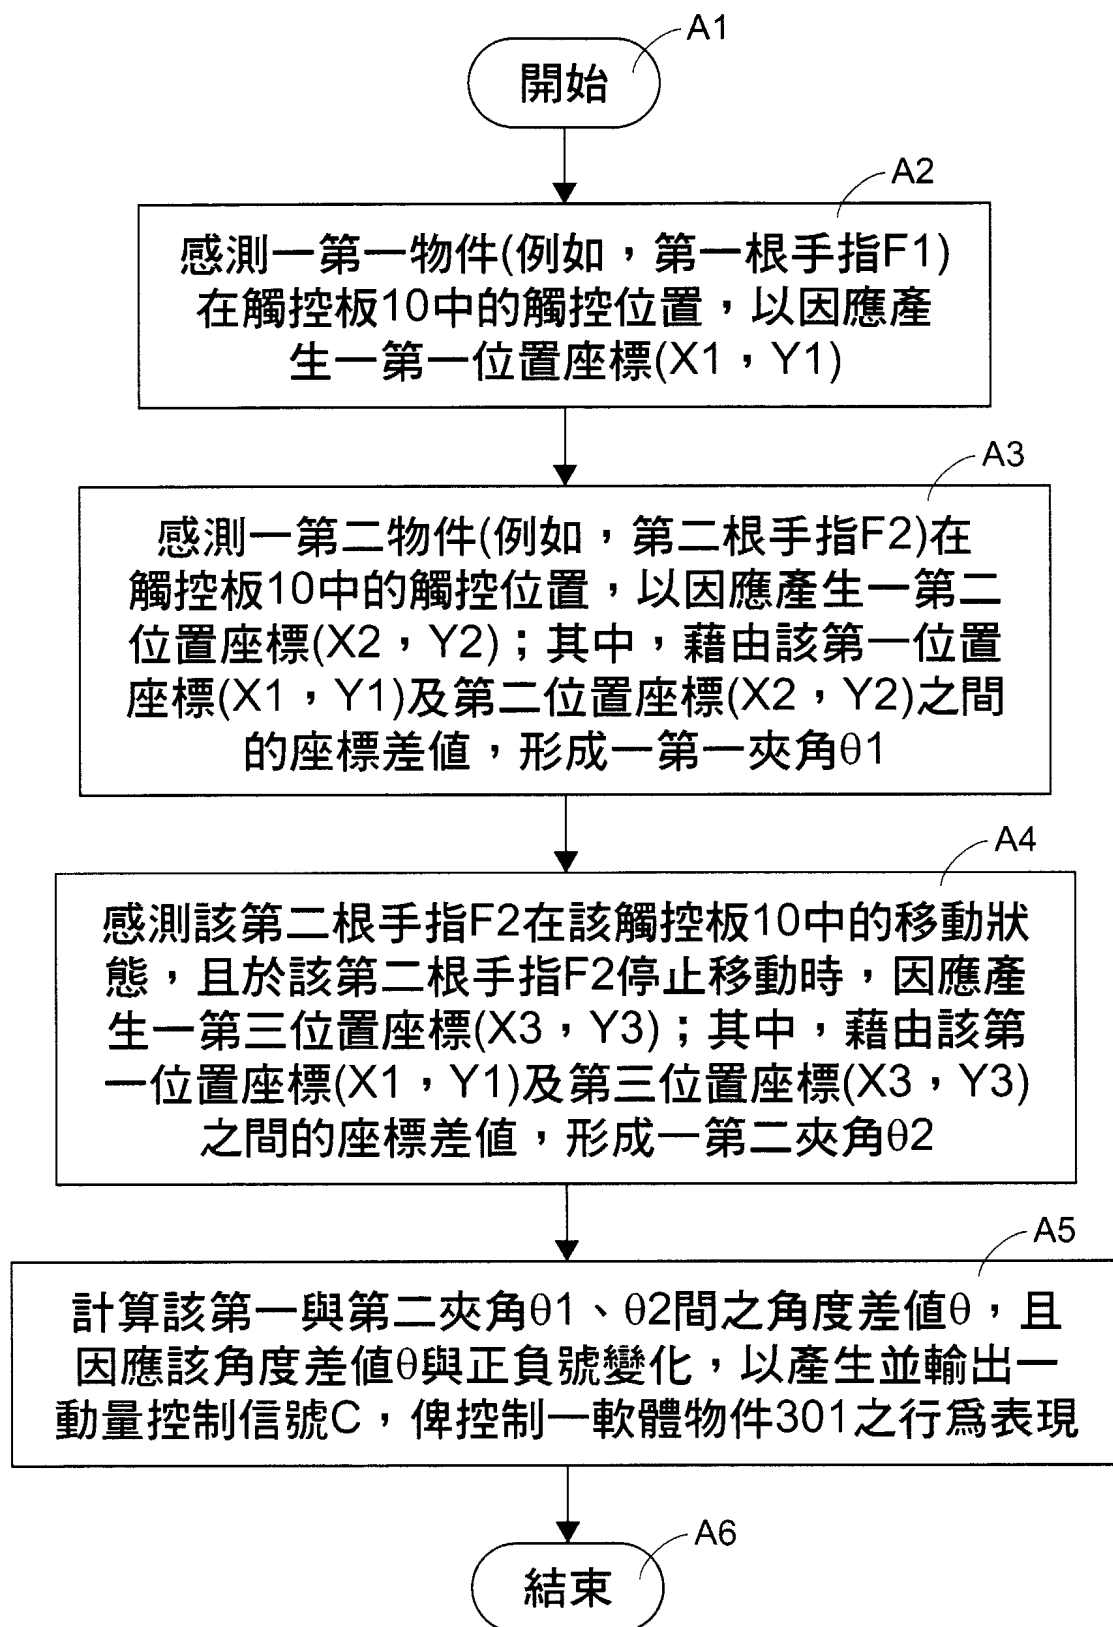 A1
開始
A2
感測一第一物件(例如，第一根手指F1)
在觸控板10中的觸控位置，以因應產
生一第一位置座標(X1，Y1)
A3
感測一第二物件(例如，第二根手指F2)在
觸控板10中的觸控位置，以因應產生一第二
位置座標(X2，Y2)；其中，藉由該第一位置
座標(X1，Y1)及第二位置座標(X2，Y2)之間
的座標差值，形成一第一夾角θ1
A4
感測該第二根手指F2在該觸控板10中的移動狀
態，且於該第二根手指F2停止移動時，因應產
生一第三位置座標(X3，Y3)；其中，藉由該第
一位置座標(X1，Y1)及第三位置座標(X3，Y3)
之間的座標差值，形成一第二夾角θ2
A5
計算該第一與第二夾角θ1、θ2間之角度差值θ，且
因應該角度差值θ與正負號變化，以產生並輸出一
動量控制信號C，俾控制一軟體物件301之行爲表現
A6
結束